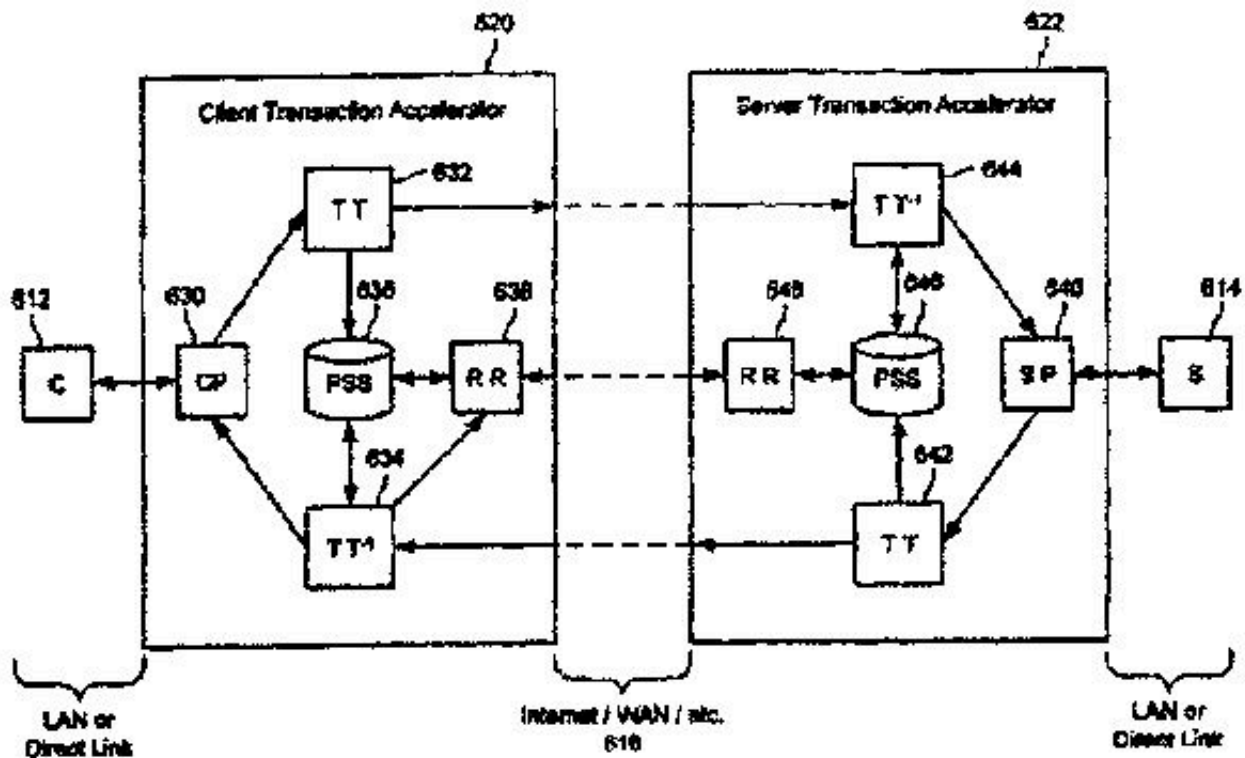 620
622
Client Transaction Accelerator
Server Transaction Accelerator
632
644
TT
TT⁻¹
612
630
636
638
648
646
640
614
C
CP
PSS
RR
RR
PSS
SP
S
634
642
TT⁻¹
TT
LAN or
Direct Link
Internet / WAN / etc.
616
LAN or
Direct Link